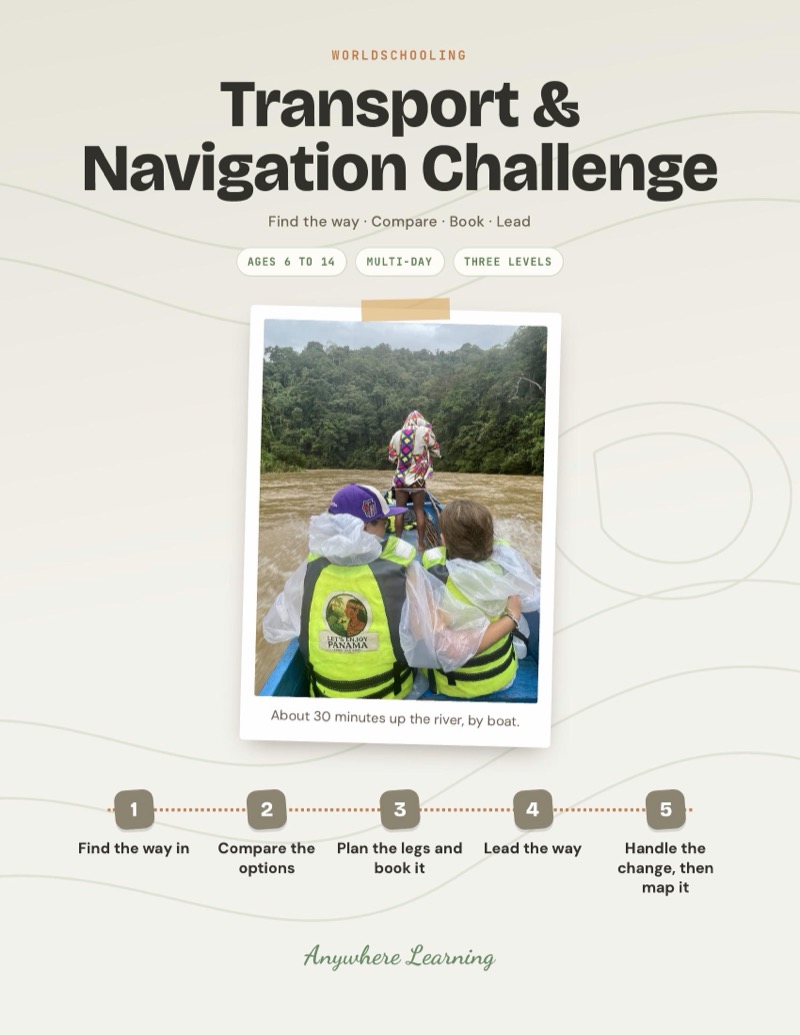 WORLDSCHOOLING
Transport &
Navigation Challenge
Find the way · Compare · Book · Lead
AGES 6 TO 14
MULTI-DAY
THREE LEVELS
LET'S ENJOY
PANAMA
About 30 minutes up the river, by boat.
1
2
3
4
5
Find the way in
Compare the
options
Plan the legs and
book it
Lead the way
Handle the
change, then
map it
Anywhere Learning